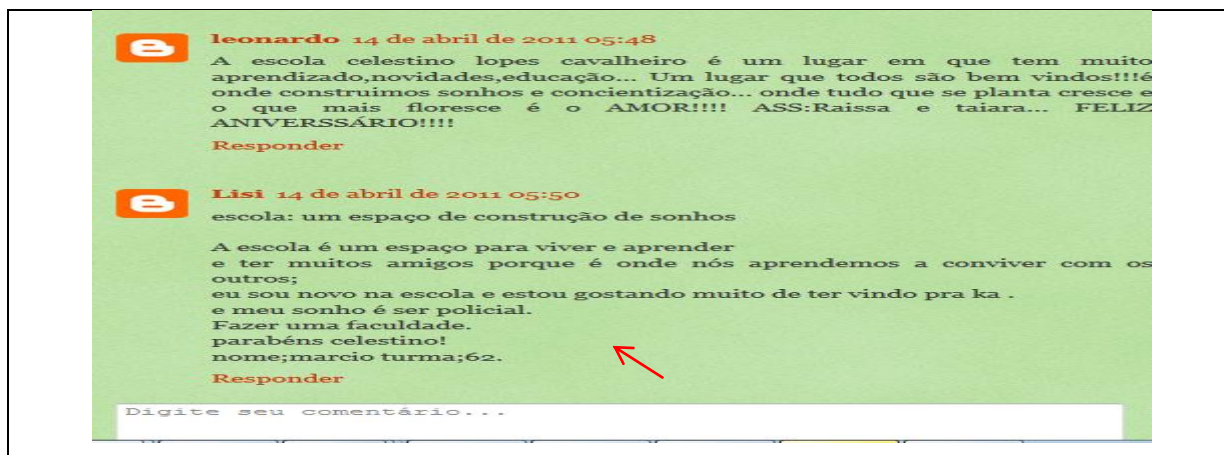 leonardo 14 de abril de 2011 05:48
A escola celestino lopes cavalheiro é um lugar em que tem muito
aprendizado,novidades,educação... Um lugar que todos são bem vindos!!!é
onde construimos sonhos e concientização... onde tudo que se planta cresce e
o que mais floresce é o AMOR!!!! ASS:Raissa e taiara... FELIZ
ANIVERSSÁRIO!!!!
Responder
Lisi 14 de abril de 2011 05:50
escola: um espaço de construção de sonhos
A escola é um espaço para viver e aprender
e ter muitos amigos porque é onde nós aprendemos a conviver com os
outros;
eu sou novo na escola e estou gostando muito de ter vindo pra ka .
e meu sonho é ser policial.
Fazer uma faculdade.
parabéns celestino!
nome;marcio turma;62.
Responder
Digite seu comentário...